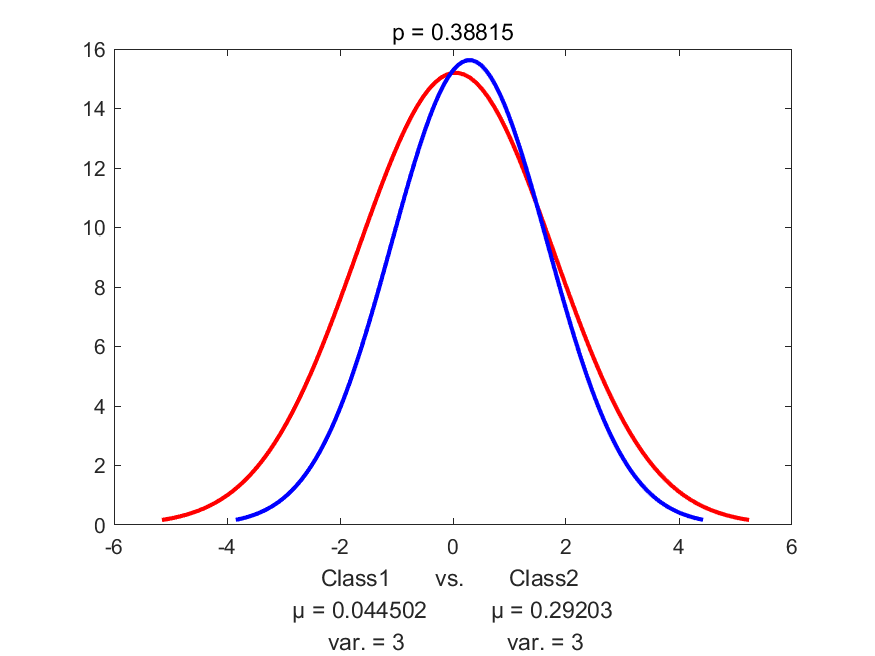 p = 0.38815
16
14
12
10
8
6
4
2
0
-6 -4 -2 0 2 4 6
Class1 vs. Class2
μ = 0.044502 μ = 0.29203
var. = 3 var. = 3